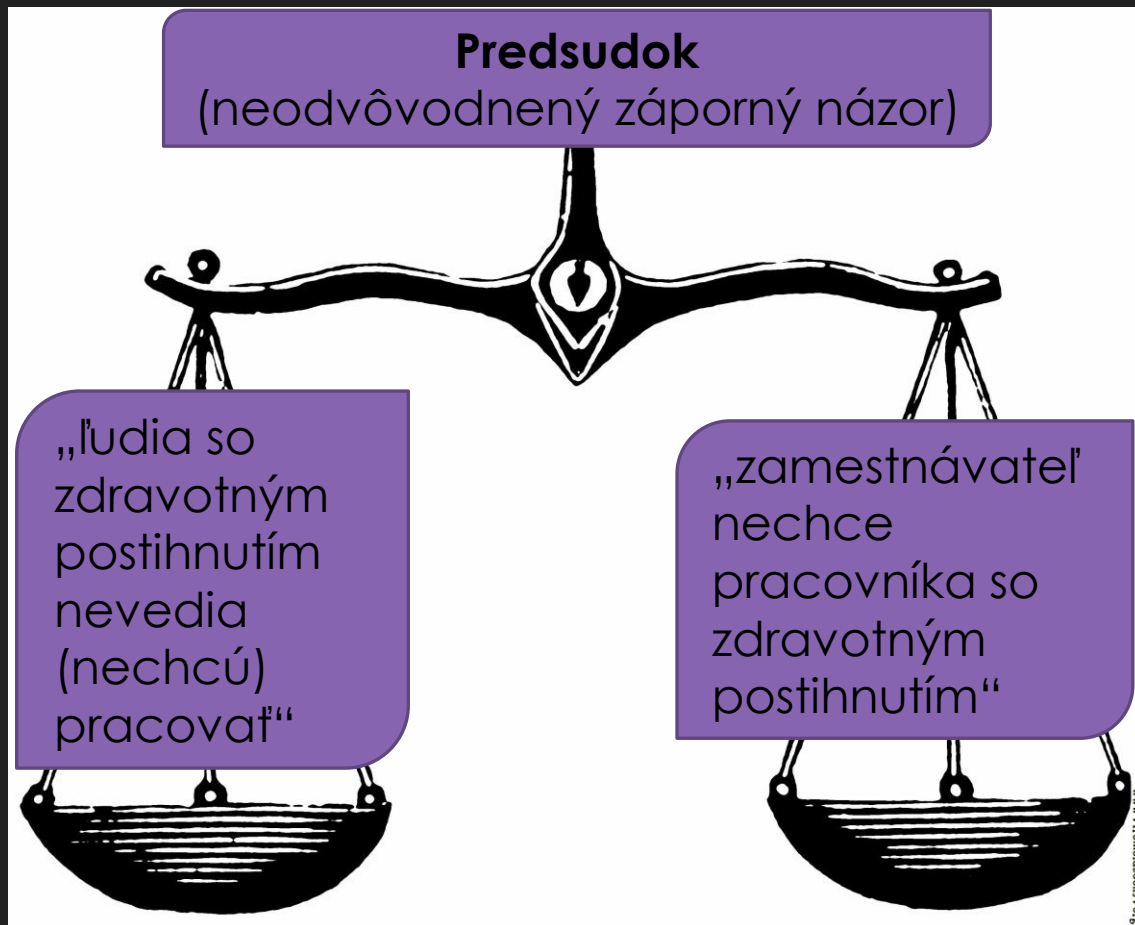 Predsudok
(neodvôvodnený záporný názor)
„ľudia so
zdravotným
postihnutím
nevedia
(nechcú)
pracovať“
„zamestnávateľ
nechce
pracovníka so
zdravotným
postihnutím“